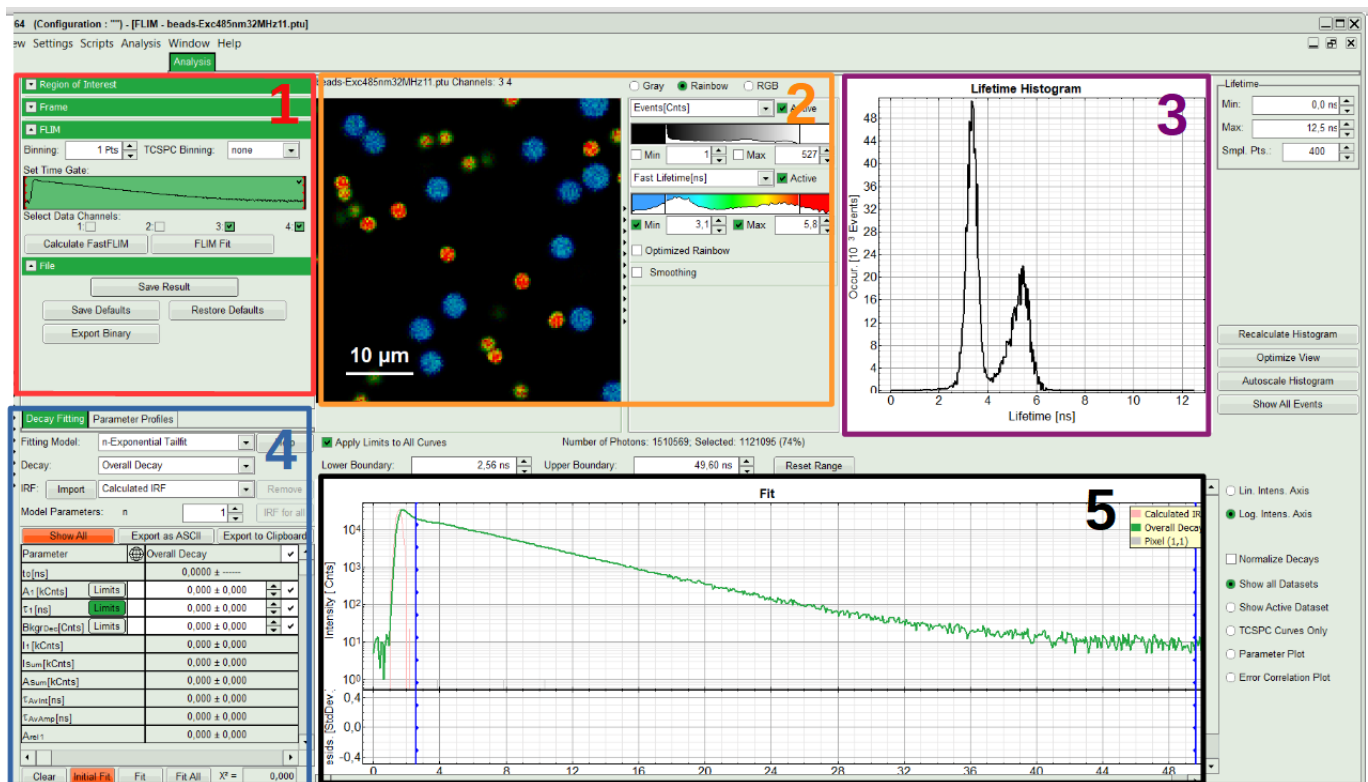 64 (Configuration : "") - [FLIM - beads-Exc485nm32MHz11.ptu]
ew Settings Scripts Analysis Window Help
Analysis
Region of Interest
1
Frame
FLIM
Binning: 1 Pts TCSPC Binning: none
Set Time Gate:
Select Data Channels:
1: 2: 3: 4:
Calculate FastFLIM FLIM Fit
File
Save Result
Save Defaults Restore Defaults
Export Binary
beads-Exc485nm32MHz11.ptu Channels: 3 4
10 µm
Gray Rainbow RGB
2
Events[Cnts] Active
Min 1 Max 527
Fast Lifetime[ns] Active
Min 3,1 Max 5,8
Optimized Rainbow
Smoothing
Lifetime Histogram
3
Occur. [10 3 Events]
48
44
40
36
32
28
24
20
16
12
8
4
0
0 2 4 6 8 10 12
Lifetime [ns]
Lifetime
Min: 0,0 ns
Max: 12,5 ns
Smpl. Pts.: 400
Recalculate Histogram
Optimize View
Autoscale Histogram
Show All Events
Decay Fitting Parameter Profiles
4
Fitting Model: n-Exponential Tailfit
Decay: Overall Decay
IRF: Import Calculated IRF Remove
Model Parameters: n 1 IRF for all
Show All Export as ASCII Export to Clipboard
Parameter Overall Decay
t0[ns] 0,0000 ± ------
A1[kCnts] Limits 0,000 ± 0,000
τ1[ns] Limits 0,000 ± 0,000
BkgrDec[Cnts] Limits 0,000 ± 0,000
I1[kCnts] 0,000 ± 0,000
ISum[kCnts] 0,000 ± 0,000
ASum[kCnts] 0,000 ± 0,000
τAvInt[ns] 0,000 ± 0,000
τAvAmp[ns] 0,000 ± 0,000
Arel1 0,000 ± 0,000
Clear Initial Fit Fit Fit All X² = 0,000
Apply Limits to All Curves Number of Photons: 1510569; Selected: 1121095 (74%)
Lower Boundary: 2,56 ns Upper Boundary: 49,60 ns Reset Range
Fit
5
Calculated IR
Overall Deca
Pixel (1,1)
Intensity [Cnts]
10⁴
10³
10²
10¹
10⁰
esids. [StdDev.
0,4
0,0
-0,4
0 4 8 12 16 20 24 28 32 36 40 44 48
Lin. Intens. Axis
Log. Intens. Axis
Normalize Decays
Show all Datasets
Show Active Dataset
TCSPC Curves Only
Parameter Plot
Error Correlation Plot